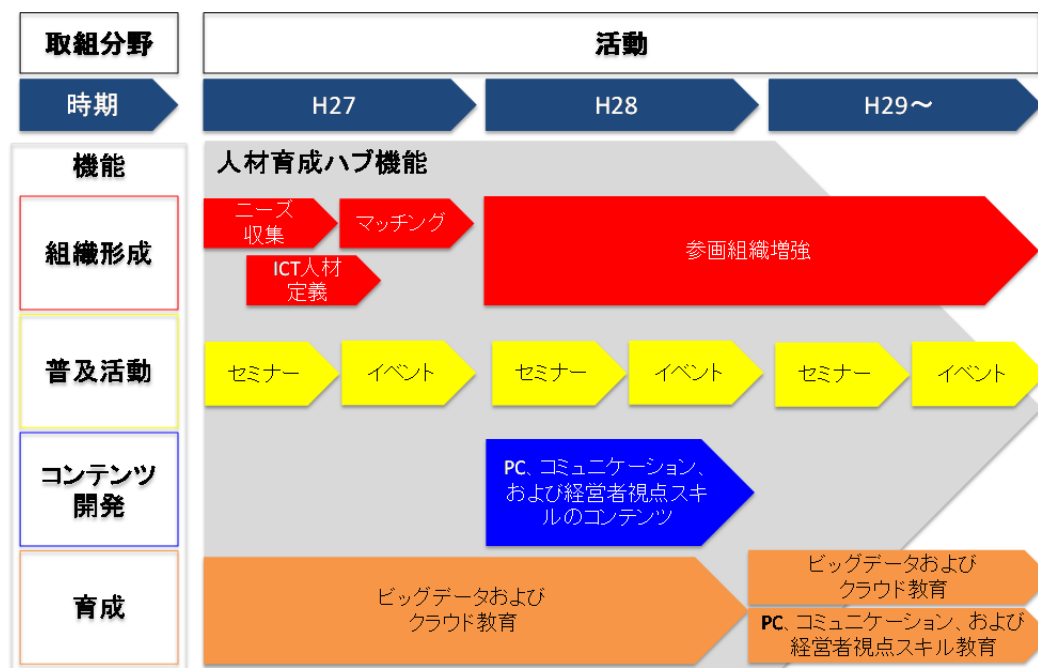 取組分野
活動
時期
H27
H28
H29～
機能
人材育成ハブ機能
組織形成
ニーズ
収集
マッチング
ICT人材
定義
参画組織増強
普及活動
セミナー
イベント
セミナー
イベント
セミナー
イベント
コンテンツ
開発
PC、コミュニケーション、
および経営者視点スキ
ルのコンテンツ
育成
ビッグデータおよび
クラウド教育
ビッグデータおよび
クラウド教育
PC、コミュニケーション、および
経営者視点スキル教育